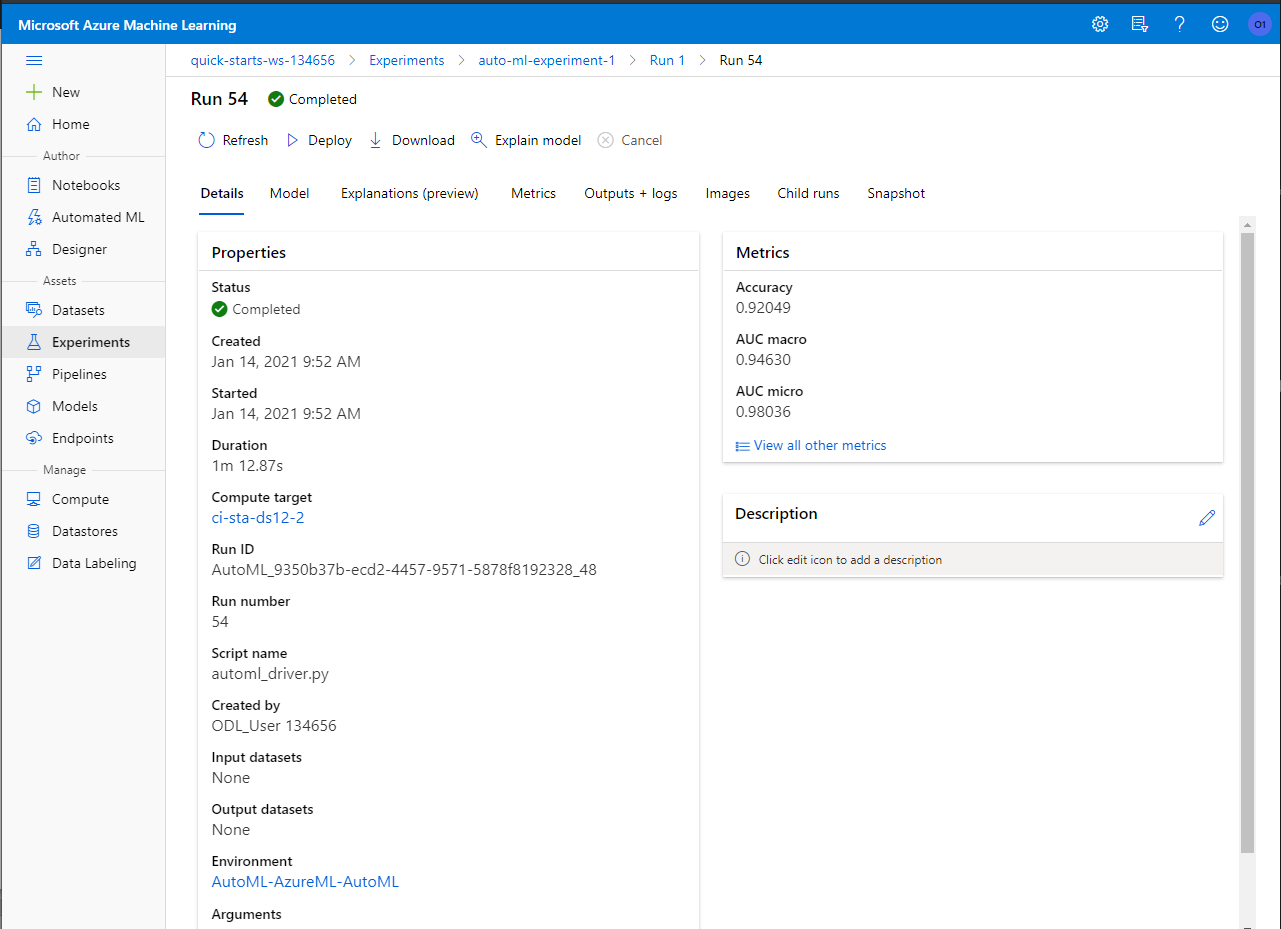 Microsoft Azure Machine Learning
O1
quick-starts-ws-134656 > Experiments > auto-ml-experiment-1 > Run 1 > Run 54
New
Home
Author
Notebooks
Automated ML
Designer
Assets
Datasets
Experiments
Pipelines
Models
Endpoints
Manage
Compute
Datastores
Data Labeling
Run 54 Completed
Refresh Deploy Download Explain model Cancel
Details Model Explanations (preview) Metrics Outputs + logs Images Child runs Snapshot
Properties
Status
Completed
Created
Jan 14, 2021 9:52 AM
Started
Jan 14, 2021 9:52 AM
Duration
1m 12.87s
Compute target
ci-sta-ds12-2
Run ID
AutoML_9350b37b-ecd2-4457-9571-5878f8192328_48
Run number
54
Script name
automl_driver.py
Created by
ODL_User 134656
Input datasets
None
Output datasets
None
Environment
AutoML-AzureML-AutoML
Arguments
Metrics
Accuracy
0.92049
AUC macro
0.94630
AUC micro
0.98036
View all other metrics
Description
Click edit icon to add a description